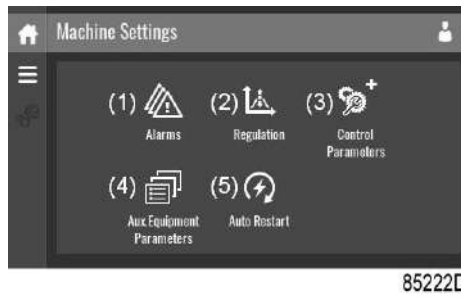 Machine Settings
(1) (2) (3)
Alarms Regulation Control Parameters
(4) (5)
Aux. Equipment Parameters Auto Restart
85222D